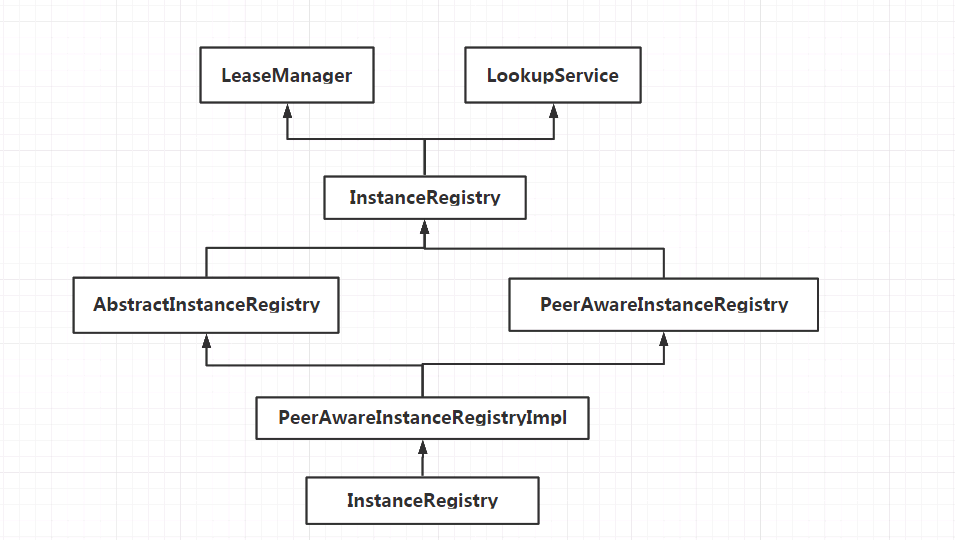 LeaseManager
LookupService
InstanceRegistry
AbstractInstanceRegistry
PeerAwareInstanceRegistry
PeerAwareInstanceRegistryImpl
InstanceRegistry